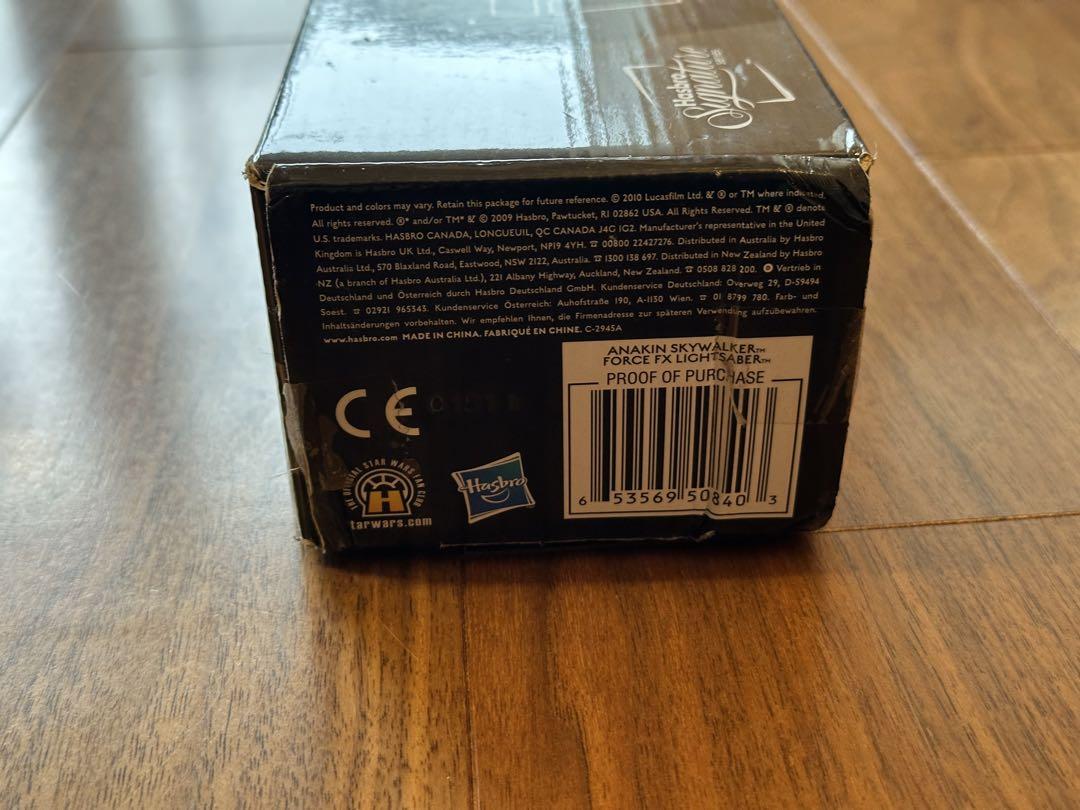 Hasbro
Signature
SERIES
Product and colors may vary. Retain this package for future reference. © 2010 Lucasfilm Ltd. & ® or TM where indicated.
All rights reserved. ®* and/or TM* & © 2009 Hasbro, Pawtucket, RI 02862 USA. All Rights Reserved. TM & ® denote
U.S. trademarks. HASBRO CANADA, LONGUEUIL, QC CANADA J4G 1G2. Manufacturer's representative in the United
Kingdom is Hasbro UK Ltd., Caswell Way, Newport, NP19 4YH. ☎ 00800 22427276. Distributed in Australia by Hasbro
Australia Ltd., 570 Blaxland Road, Eastwood, NSW 2122, Australia. ☎ 1300 138 697. Distributed in New Zealand by Hasbro
NZ (a branch of Hasbro Australia Ltd.), 221 Albany Highway, Auckland, New Zealand. ☎ 0508 828 200. D Vertrieb in
Deutschland und Österreich durch Hasbro Deutschland GmbH. Kundenservice Deutschland: Overweg 29, D-59494
Soest. ☎ 02921 965343. Kundenservice Österreich: Auhofstraße 190, A-1130 Wien. ☎ 01 8799 780. Farb- und
Inhaltsänderungen vorbehalten. Wir empfehlen Ihnen, die Firmenadresse zur späteren Verwendung aufzubewahren.
www.hasbro.com MADE IN CHINA. FABRIQUÉ EN CHINE. C-2945A
ANAKIN SKYWALKER™
FORCE FX LIGHTSABER™
PROOF OF PURCHASE
6 53569 50840 3
CE
THE OFFICIAL STAR WARS FAN CLUB
H
tarwars.com
Hasbro